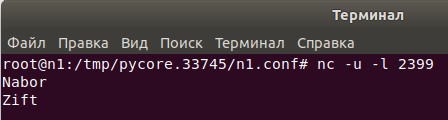 Терминал
Файл Правка Вид Поиск Терминал Справка
root@n1:/tmp/pycore.33745/n1.conf# nc -u -l 2399
Nabor
Zift